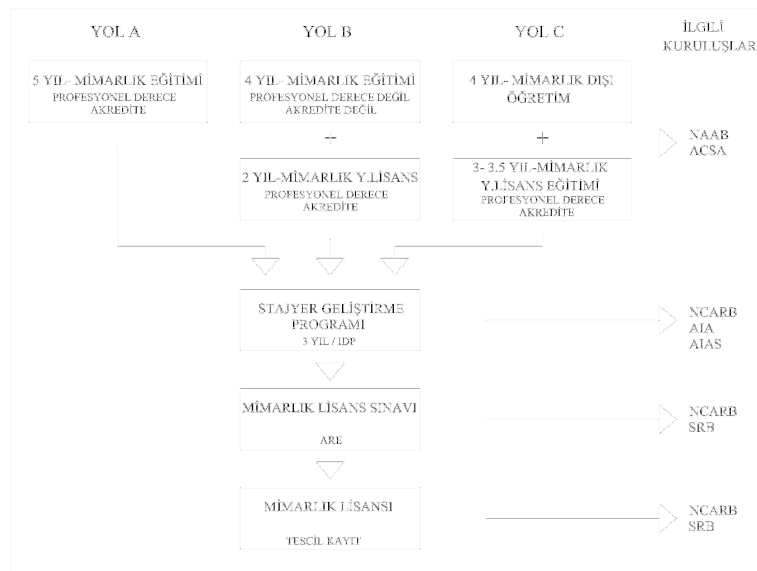 YOL A
YOL B
YOL C
İLGİLİ
KURULUŞLAR
5 YIL- MİMARLIK EĞİTİMİ
PROFESYONEL DERECE
AKREDİTE
4 YIL- MİMARLIK EĞİTİMİ
PROFESYONEL DERECE DEĞİL
AKREDİTE DEĞİL
4 YIL- MİMARLIK DIŞI
ÖĞRETİM
+
+
NAAB
ACSA
2 YIL-MİMARLIK Y.LİSANS
PROFESYONEL DERECE
AKREDİTE
3- 3.5 YIL-MİMARLIK
Y.LİSANS EĞİTİMİ
PROFESYONEL DERECE
AKREDİTE
STAJYER GELİŞTİRME
PROGRAMI
3 YIL / IDP
NCARB
AIA
AIAS
MİMARLIK LİSANS SINAVI
ARE
NCARB
SRB
MİMARLIK LİSANSI
TESCİL KAYIT
NCARB
SRB